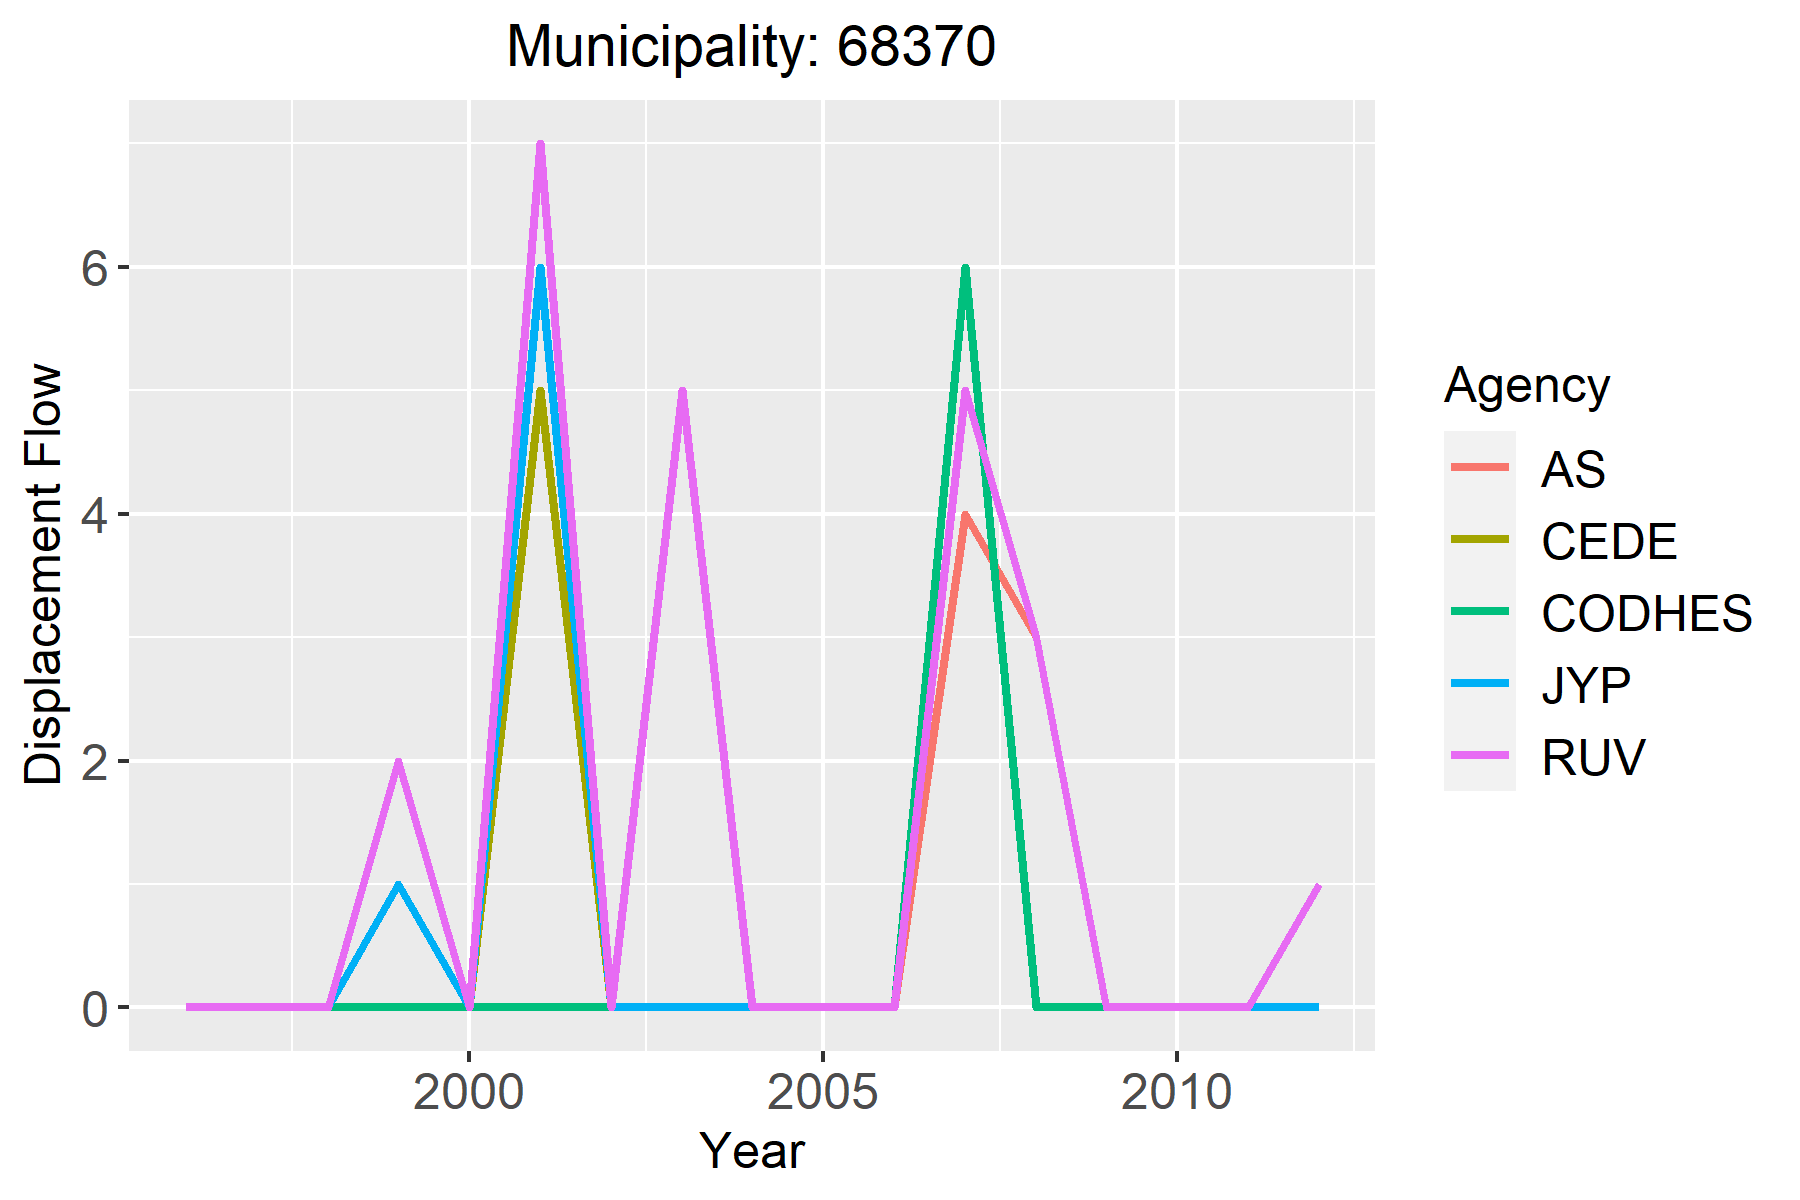 Municipality: 68370
Displacement Flow
6
4
2
0
2000 2005 2010
Year
Agency
AS
CEDE
CODHES
JYP
RUV